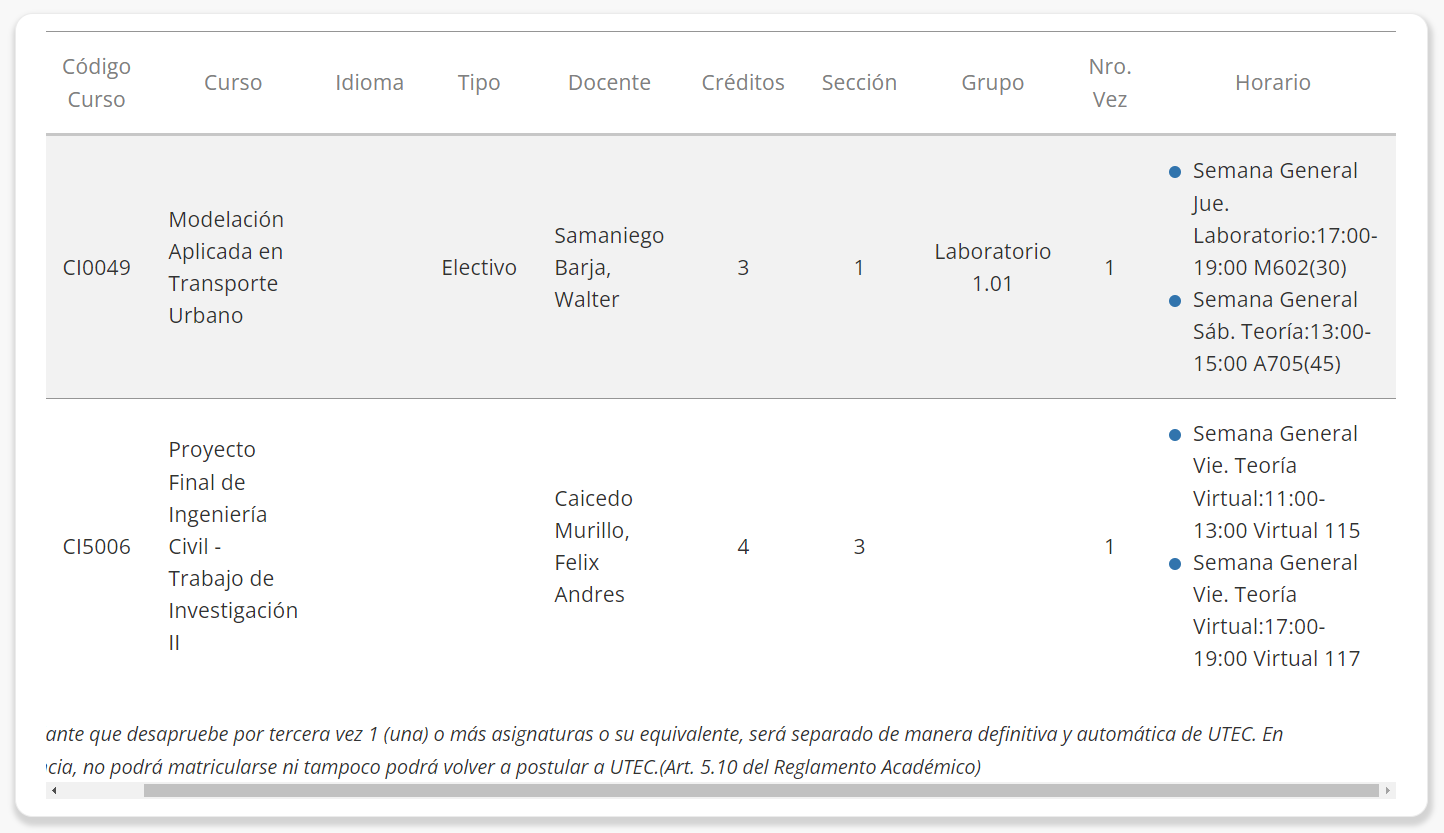 Código Curso Curso Idioma Tipo Docente Créditos Sección Grupo Nro. Vez Horario
CI0049
Modelación
Aplicada en
Transporte
Urbano
Electivo
Samaniego
Barja,
Walter
3
1
Laboratorio
1.01
1
Semana General
Jue.
Laboratorio:17:00-
19:00 M602(30)
Semana General
Sáb. Teoría:13:00-
15:00 A705(45)
CI5006
Proyecto
Final de
Ingeniería
Civil -
Trabajo de
Investigación
II
Caicedo
Murillo,
Felix
Andres
4
3
1
Semana General
Vie. Teoría
Virtual:11:00-
13:00 Virtual 115
Semana General
Vie. Teoría
Virtual:17:00-
19:00 Virtual 117
ante que desapruebe por tercera vez 1 (una) o más asignaturas o su equivalente, será separado de manera definitiva y automática de UTEC. En
cia, no podrá matricularse ni tampoco podrá volver a postular a UTEC.(Art. 5.10 del Reglamento Académico)